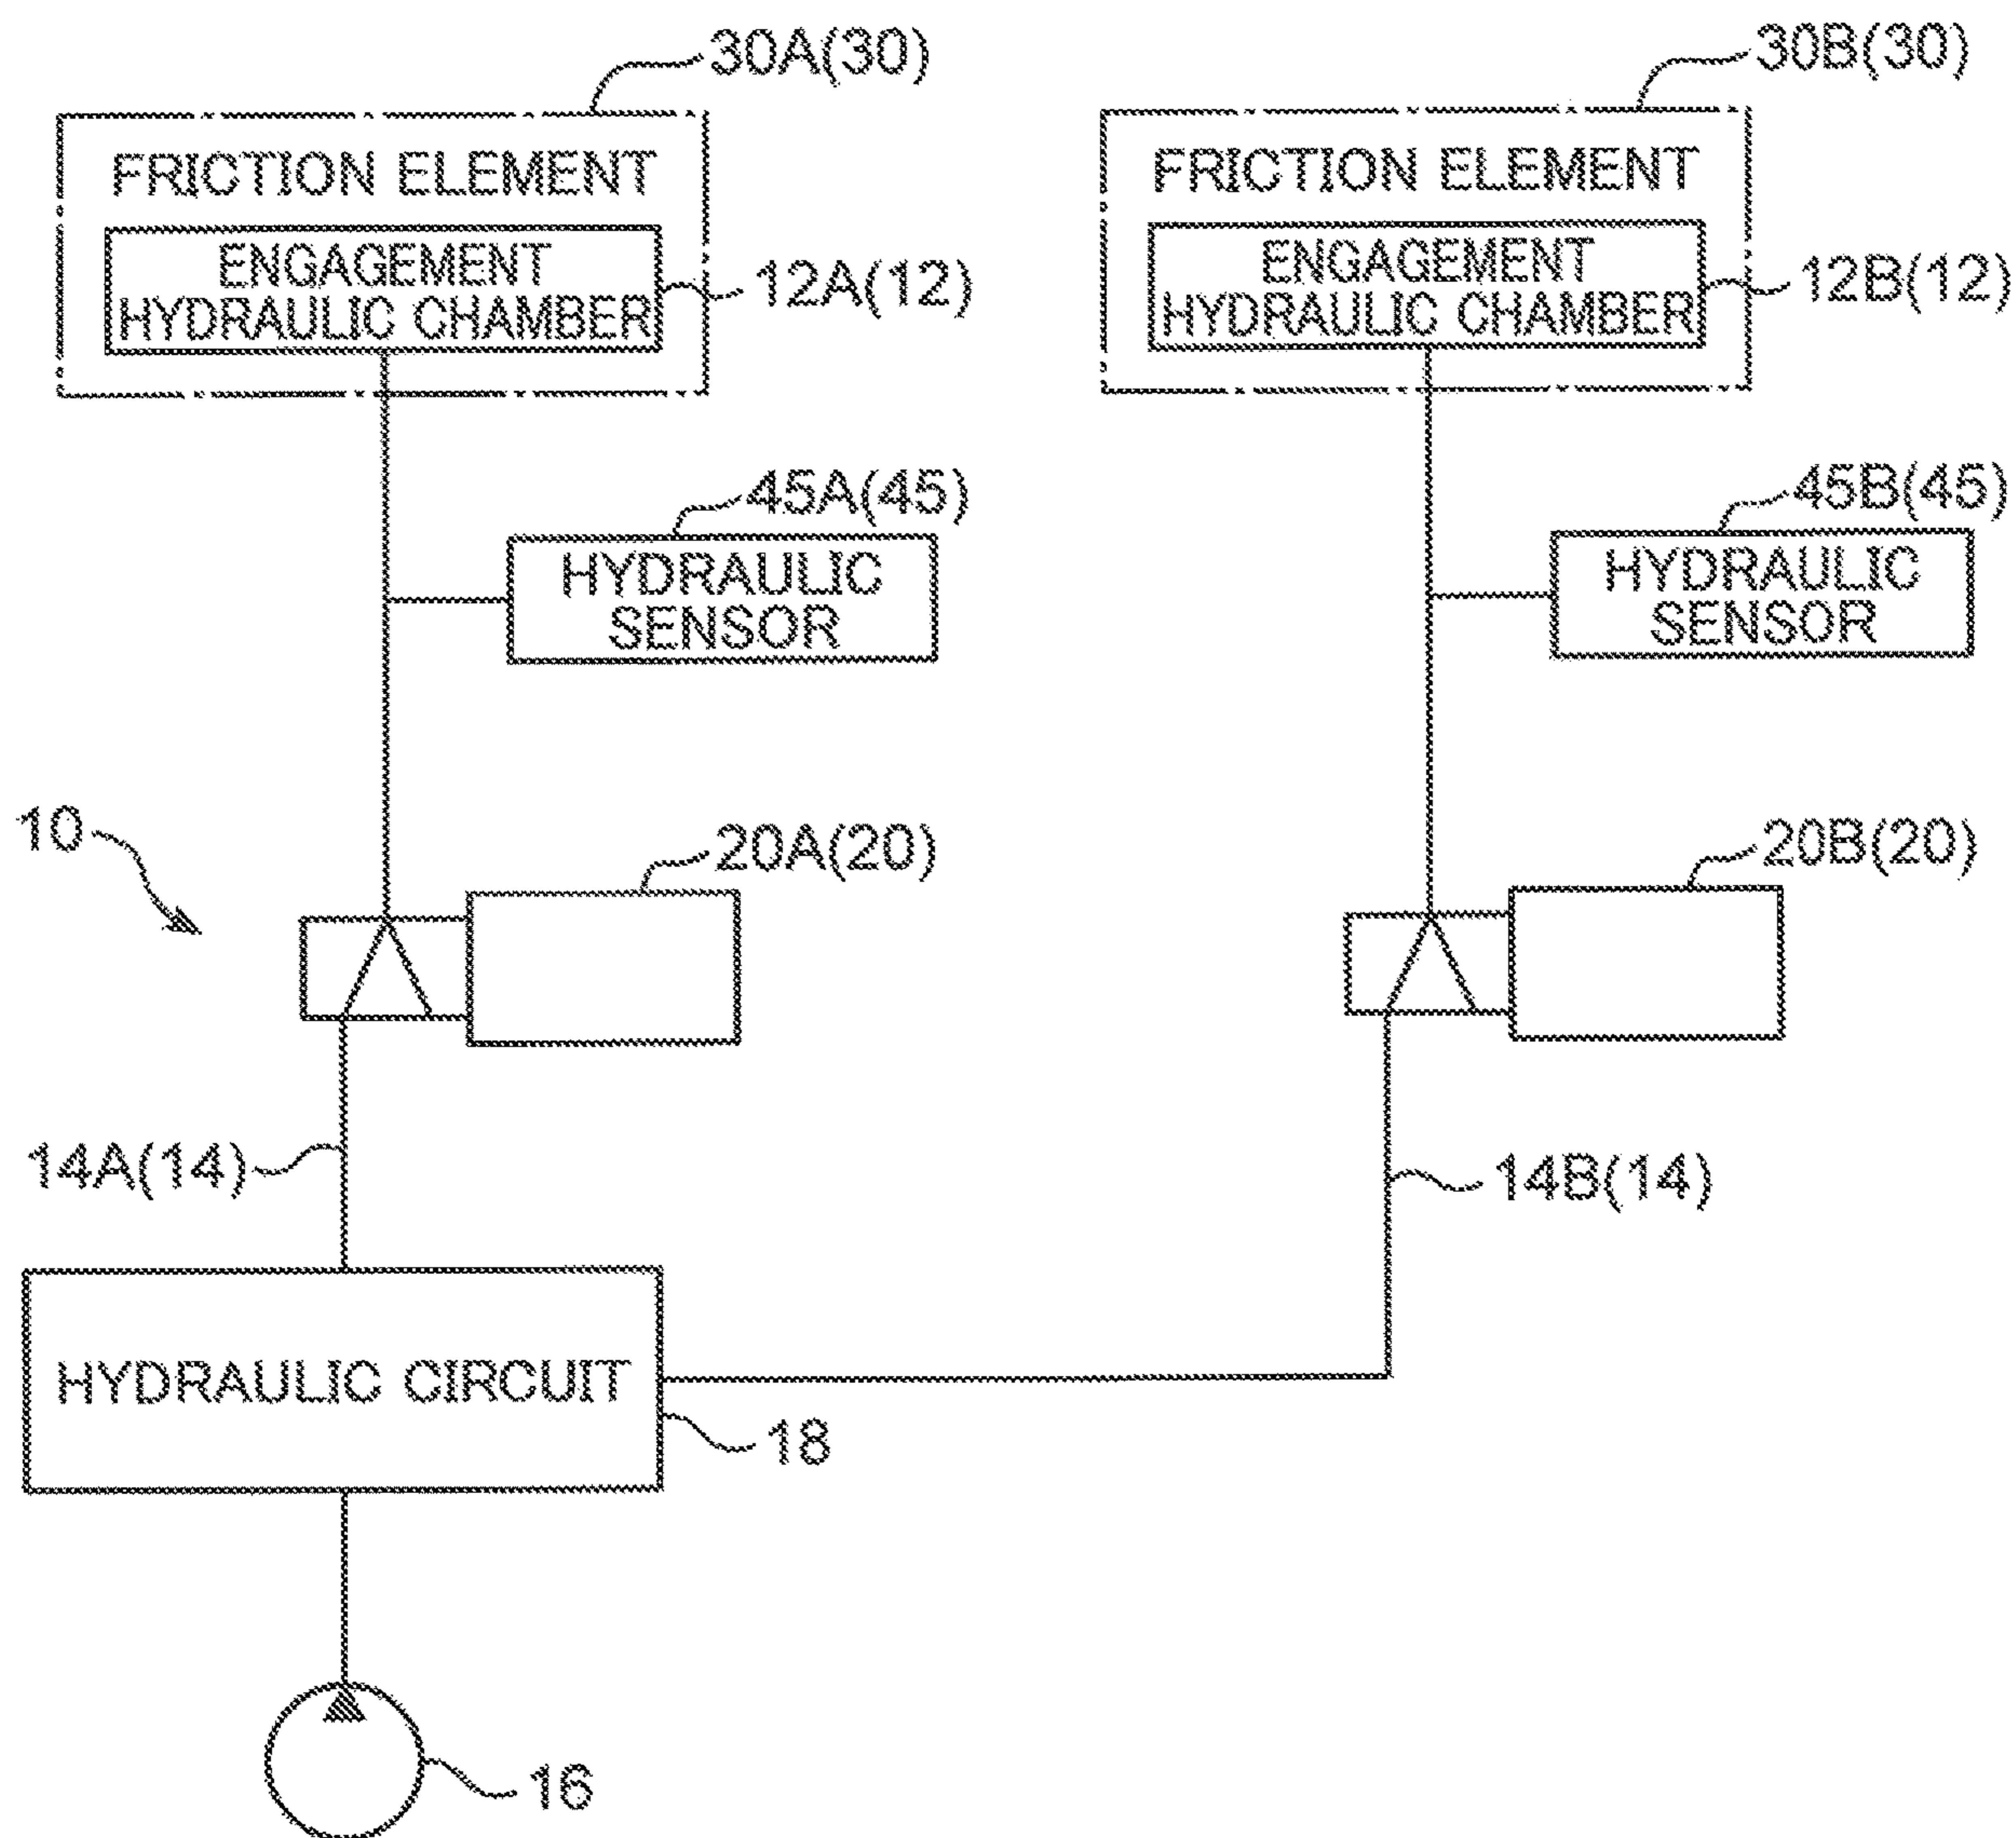 30A(30)
30B(30)
FRICTION ELEMENT
FRICTION ELEMENT
ENGAGEMENT
HYDRAULIC CHAMBER
12A(12)
ENGAGEMENT
HYDRAULIC CHAMBER
12B(12)
45A(45)
45B(45)
HYDRAULIC
SENSOR
HYDRAULIC
SENSOR
10
20A(20)
20B(20)
14A(14)
14B(14)
HYDRAULIC CIRCUIT
18
16